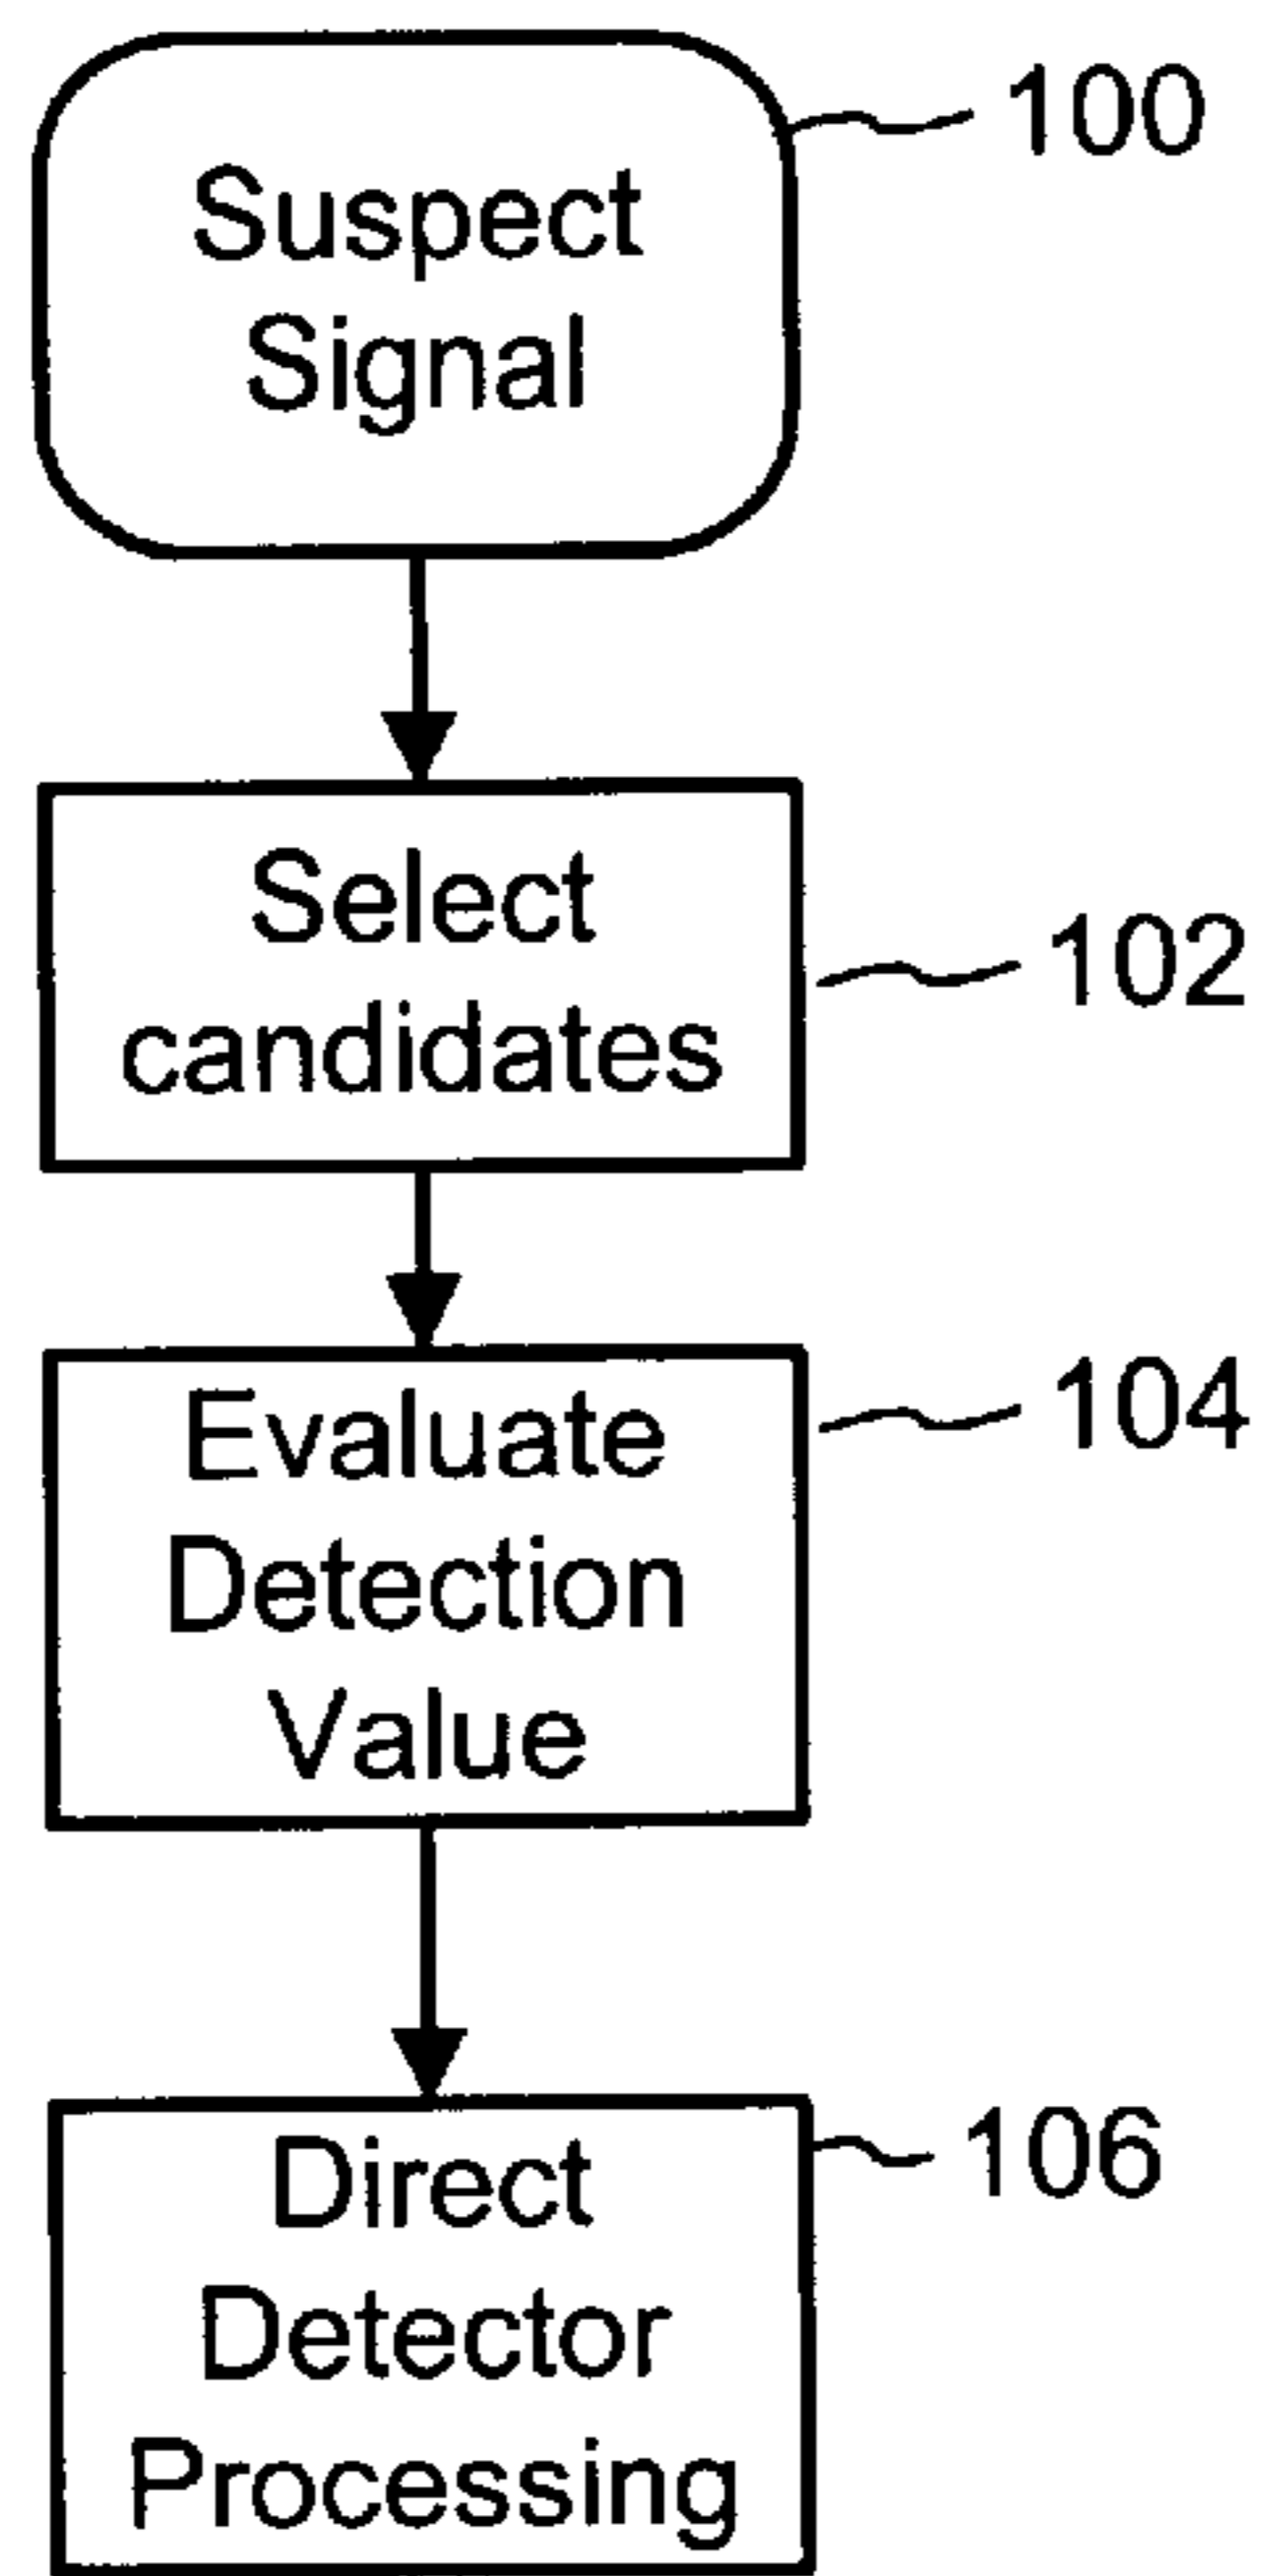 Suspect
Signal
100
Select
candidates
102
Evaluate
Detection
Value
104
Direct
Detector
Processing
106